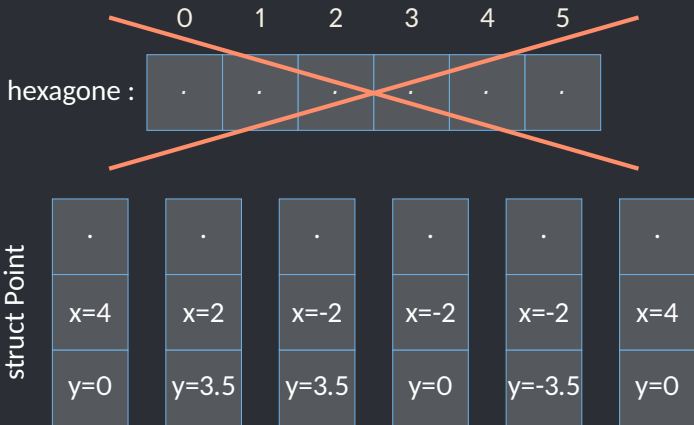 0 1 2 3 4 5
hexagone : . . . . . .
struct Point
. . . . . .
x=4 x=2 x=-2 x=-2 x=-2 x=4
y=0 y=3.5 y=3.5 y=0 y=-3.5 y=0